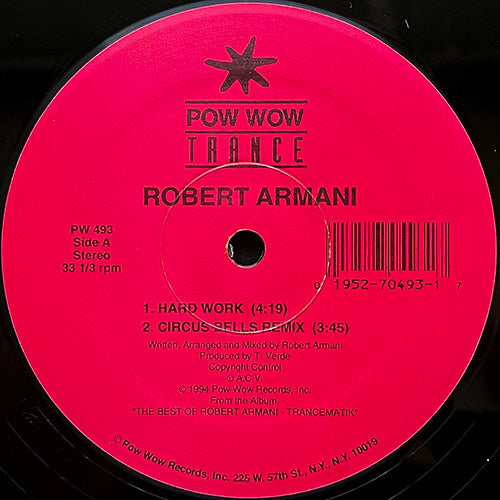 POW WOW
TRANCE
ROBERT ARMANI
PW 493
Side A
Stereo
33 1/3 rpm
0 1952-70493-1 7
1. HARD WORK (4:19)
2. CIRCUS BELLS REMIX (3:45)
Written, Arranged and Mixed by Robert Armani
Produced by T. Verde
Copyright Control
℗ A.C.V.
© 1994 Pow Wow Records, Inc.
From the Album,
"THE BEST OF ROBERT ARMANI - TRANCEMATIK"
℗ Pow Wow Records, Inc. 225 W. 57th St., N.Y., N.Y. 10019